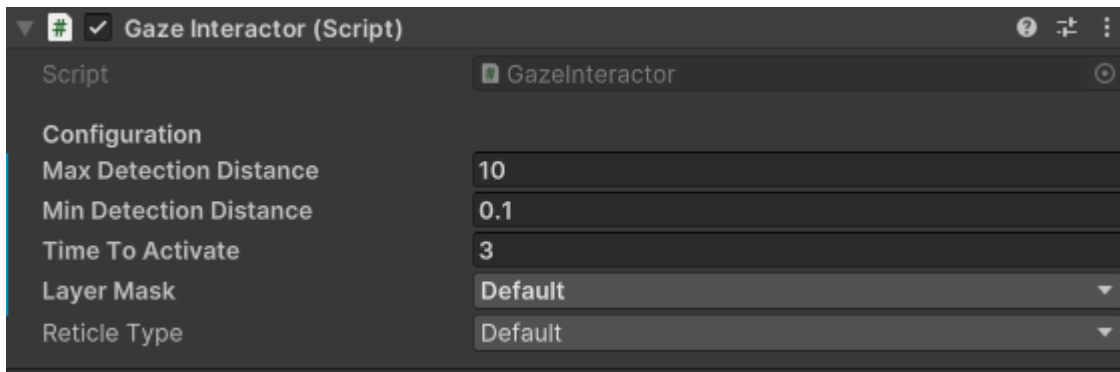 # Gaze Interactor (Script)
Script # GazeInteractor
Configuration
Max Detection Distance 10
Min Detection Distance 0.1
Time To Activate 3
Layer Mask Default
Reticle Type Default